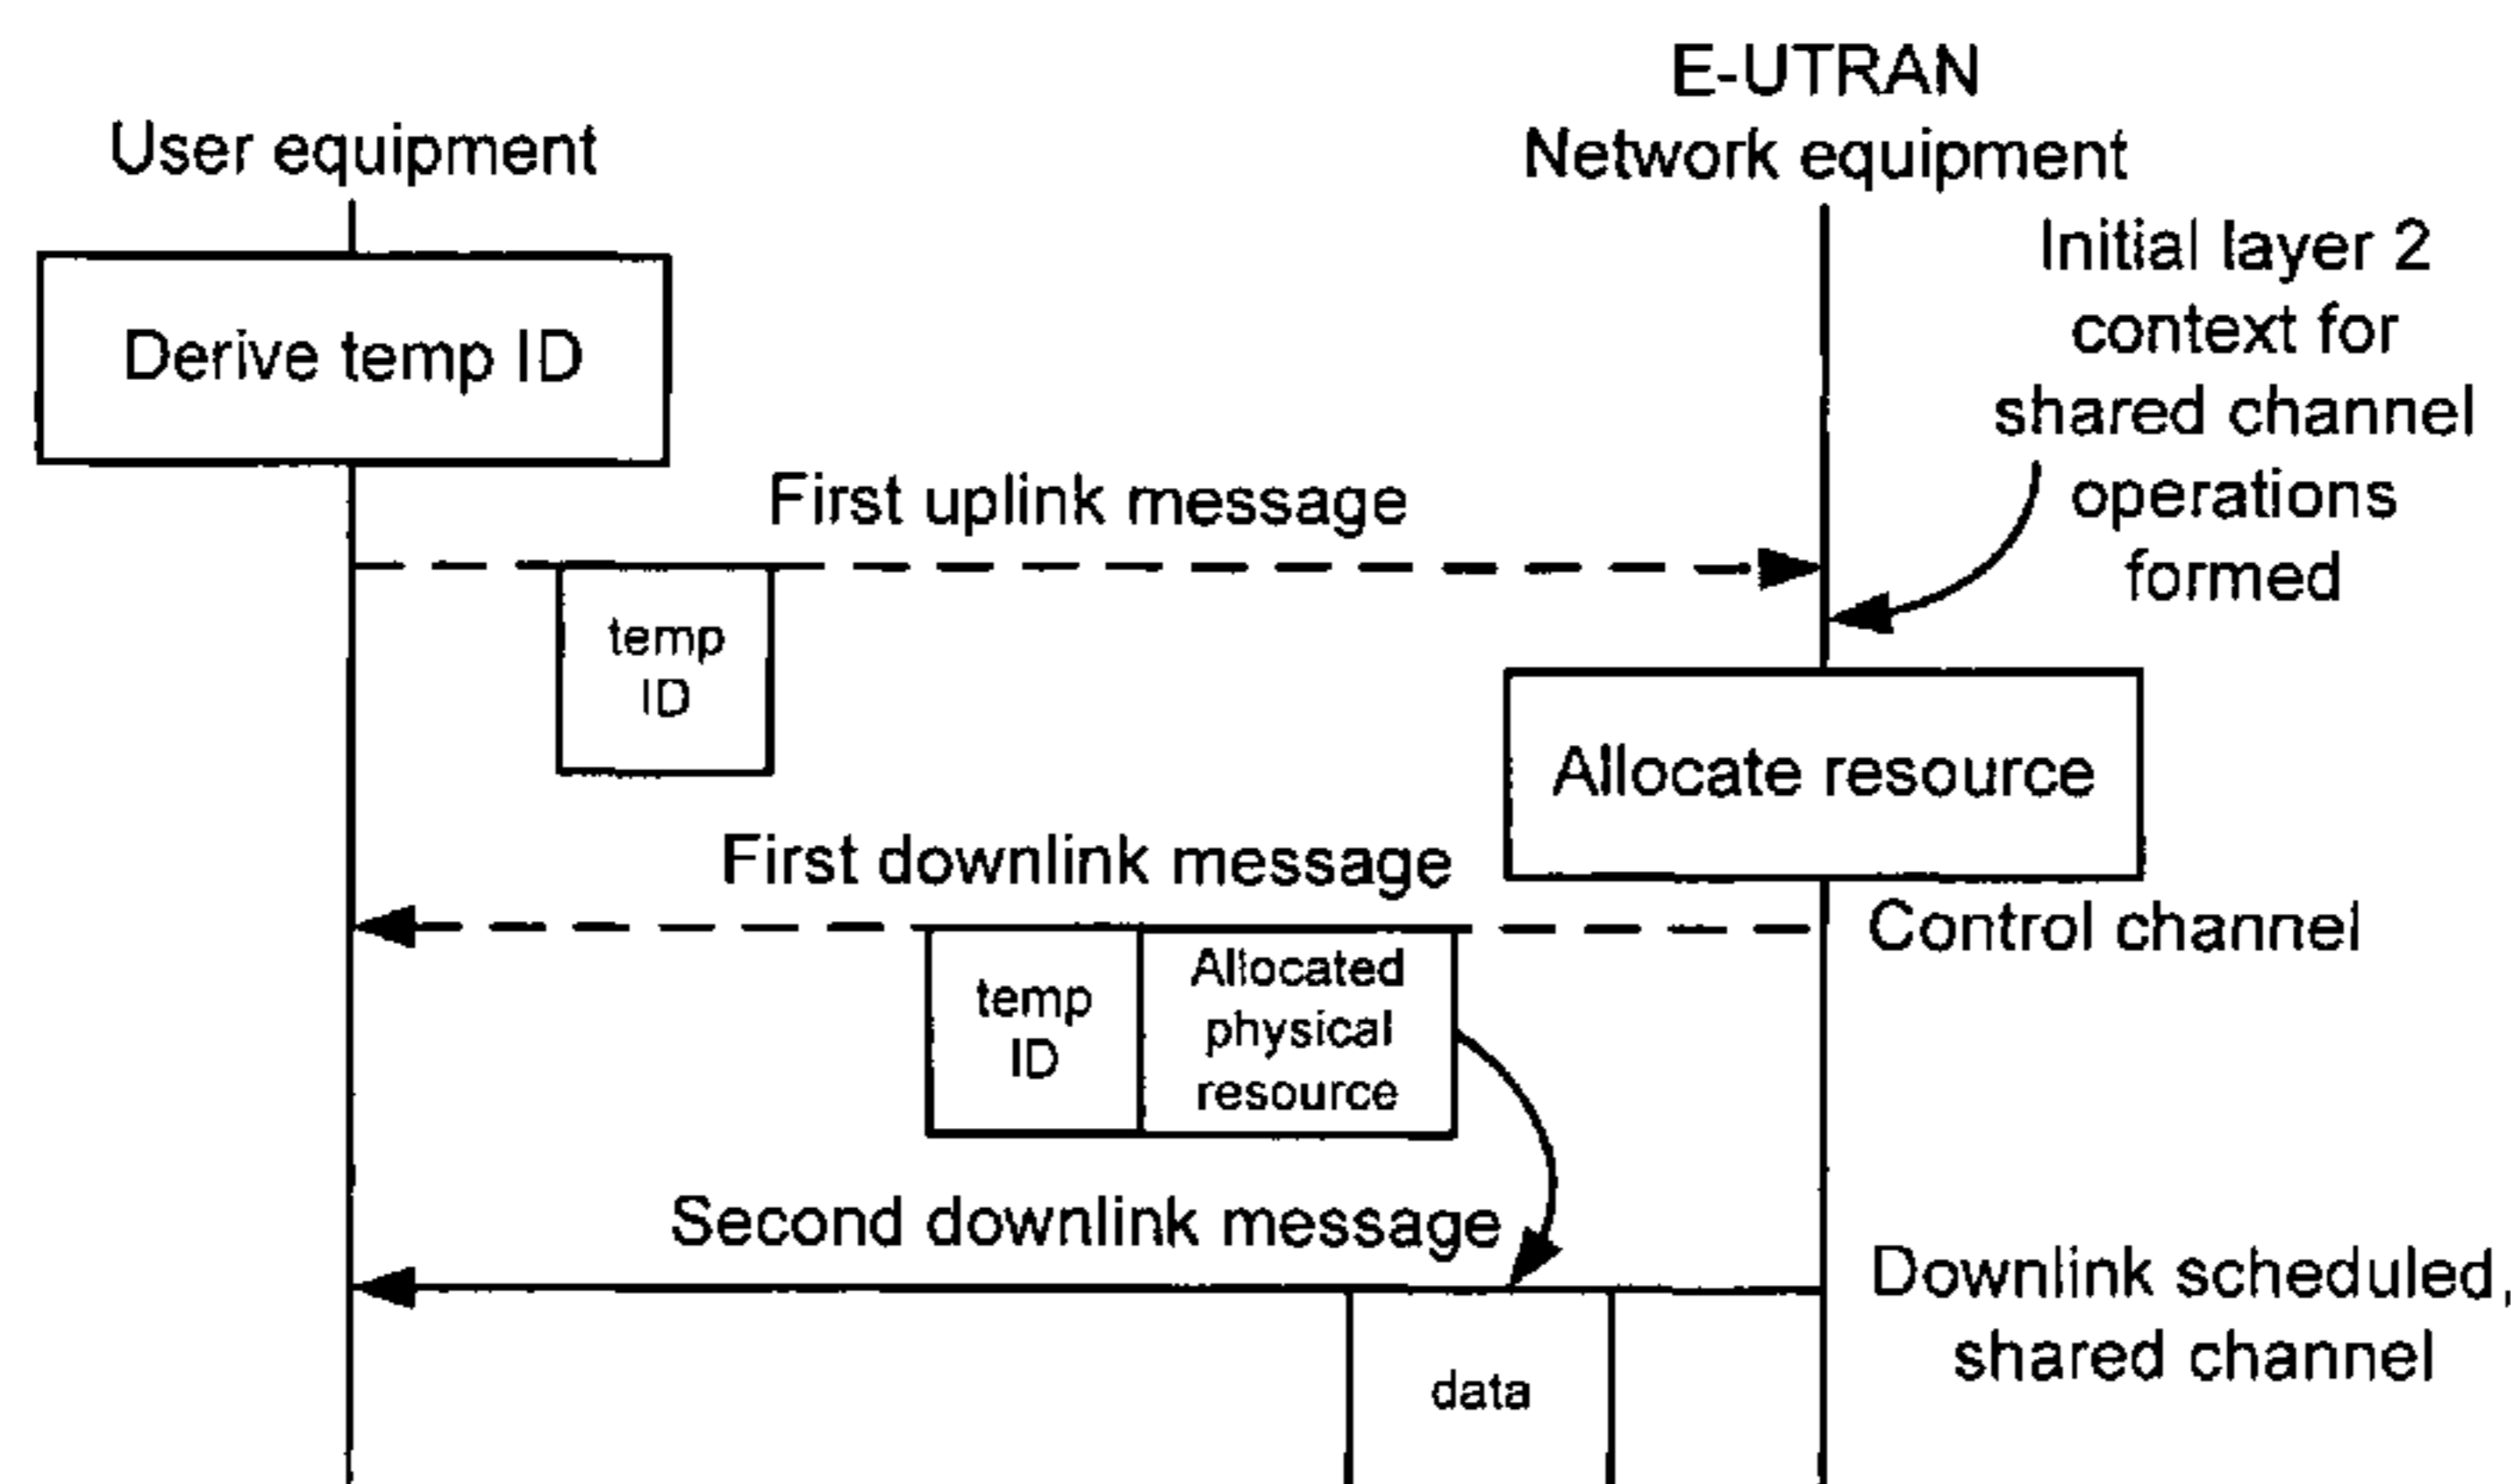 E-UTRAN
Network equipment
User equipment
Initial layer 2
context for
shared channel
operations
formed
Derive temp ID
First uplink message
temp
ID
Allocate resource
First downlink message
Control channel
temp
ID
Allocated
physical
resource
Second downlink message
Downlink scheduled,
shared channel
data